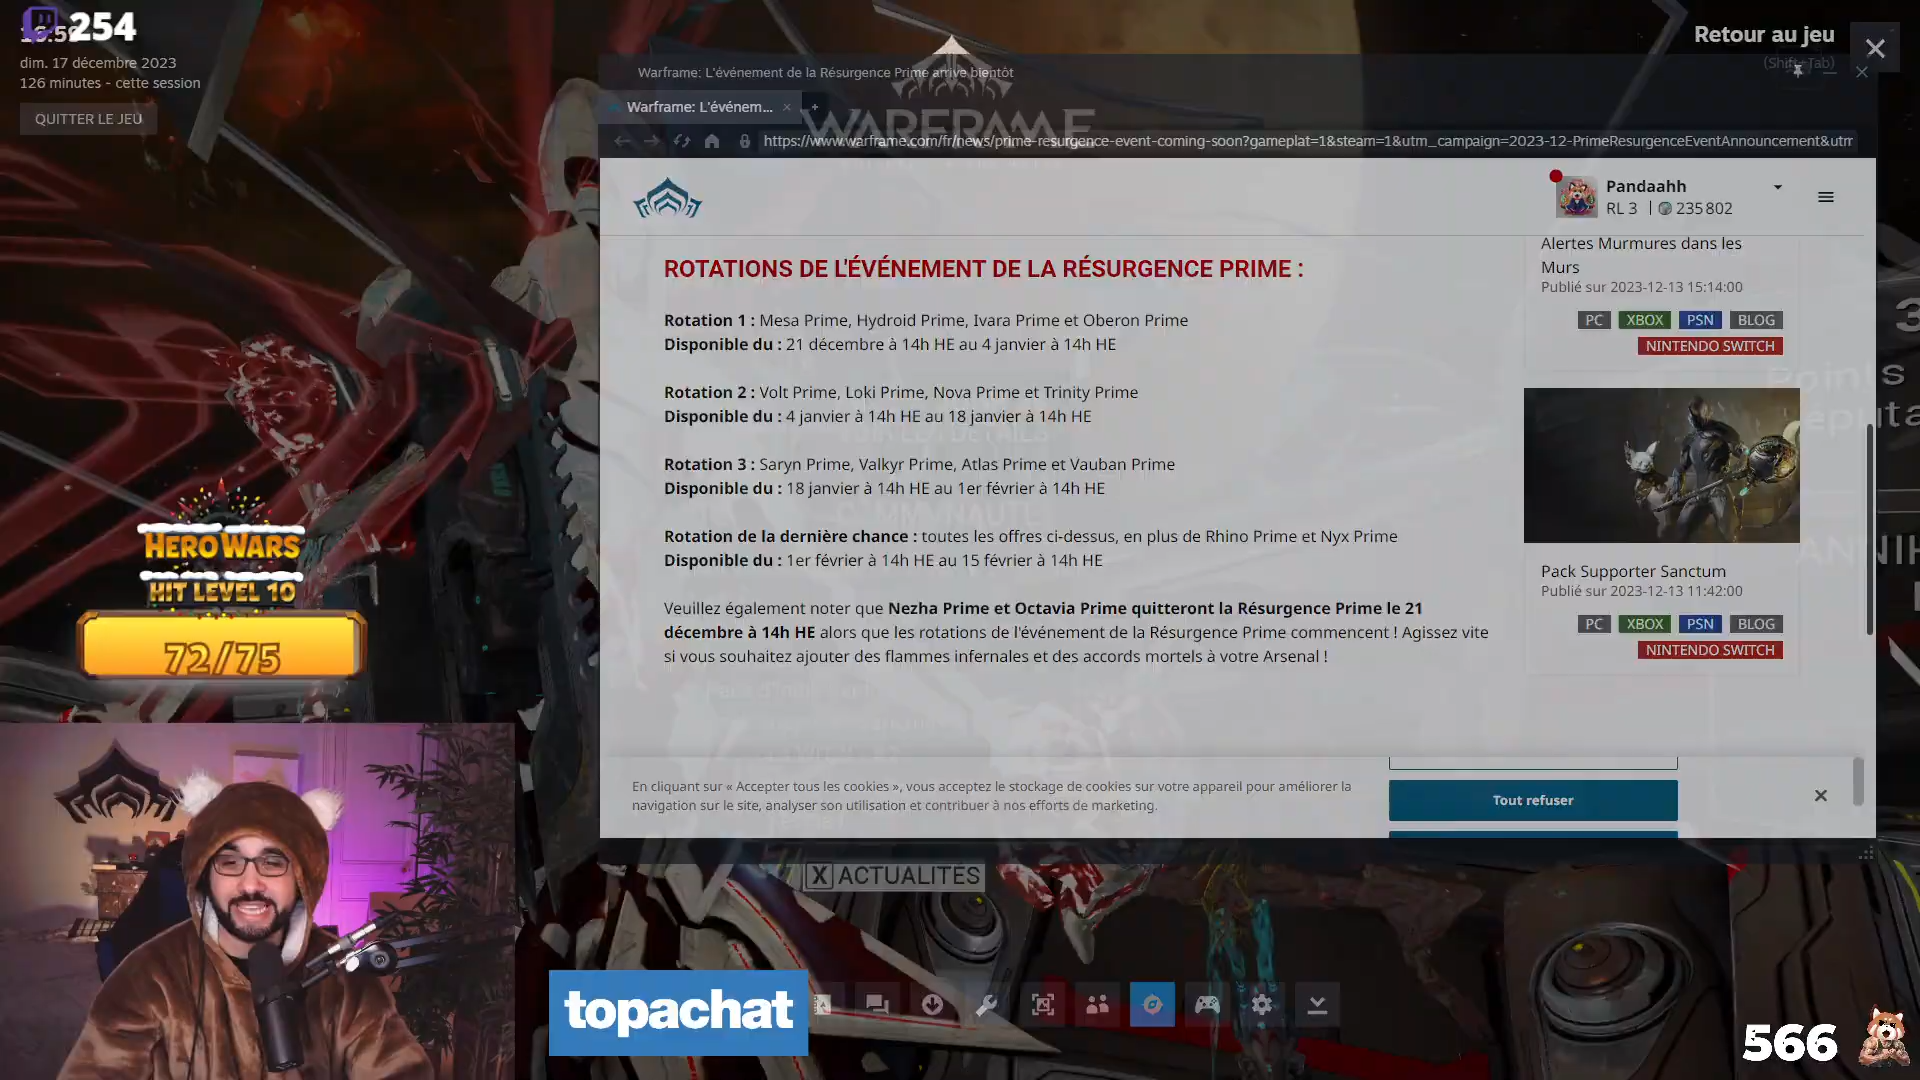 254
dim. 17 décembre 2023
126 minutes - cette session
QUITTER LE JEU
Retour au jeu
(Shift+Tab)
Warframe: L'événement de la Résurgence Prime arrive bientôt
WARFRAME
Warframe: L'événem...
https://www.warframe.com/fr/news/prime-resurgence-event-coming-soon?gameplat=1&steam=1&utm_campaign=2023-12-PrimeResurgenceEventAnnouncement&utm
Pandaahh
RL 3 | 235 802
ROTATIONS DE L'ÉVÉNEMENT DE LA RÉSURGENCE PRIME :
Rotation 1 : Mesa Prime, Hydroid Prime, Ivara Prime et Oberon Prime
Disponible du : 21 décembre à 14h HE au 4 janvier à 14h HE
Rotation 2 : Volt Prime, Loki Prime, Nova Prime et Trinity Prime
Disponible du : 4 janvier à 14h HE au 18 janvier à 14h HE
Rotation 3 : Saryn Prime, Valkyr Prime, Atlas Prime et Vauban Prime
Disponible du : 18 janvier à 14h HE au 1er février à 14h HE
Rotation de la dernière chance : toutes les offres ci-dessus, en plus de Rhino Prime et Nyx Prime
Disponible du : 1er février à 14h HE au 15 février à 14h HE
Veuillez également noter que Nezha Prime et Octavia Prime quitteront la Résurgence Prime le 21
décembre à 14h HE alors que les rotations de l'événement de la Résurgence Prime commencent ! Agissez vite
si vous souhaitez ajouter des flammes infernales et des accords mortels à votre Arsenal !
Alertes Murmures dans les
Murs
Publié sur 2023-12-13 15:14:00
PC XBOX PSN BLOG
NINTENDO SWITCH
Pack Supporter Sanctum
Publié sur 2023-12-13 11:42:00
PC XBOX PSN BLOG
NINTENDO SWITCH
En cliquant sur « Accepter tous les cookies », vous acceptez le stockage de cookies sur votre appareil pour améliorer la
navigation sur le site, analyser son utilisation et contribuer à nos efforts de marketing.
Tout refuser
HERO WARS
HIT LEVEL 10
72/75
X ACTUALITÉS
topachat
566